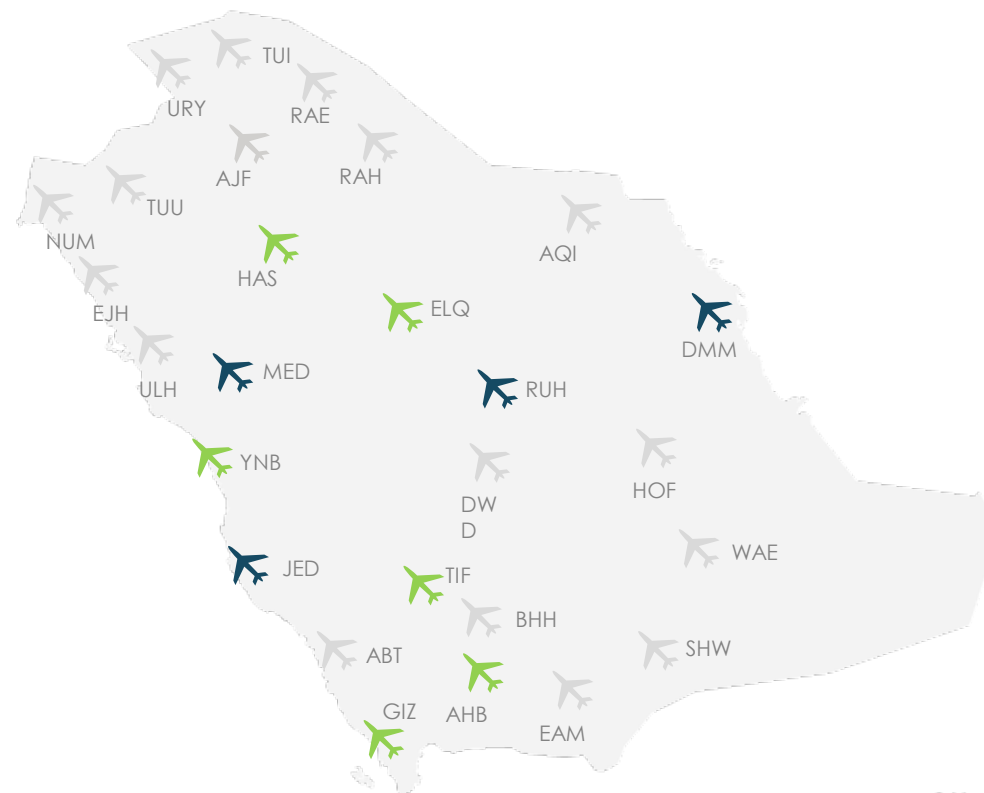 TUI
URY
RAE
AJF
RAH
TUU
NUM
AQI
HAS
EJH
ELQ
DMM
MED
ULH
RUH
YNB
HOF
DW
D
WAE
JED
TIF
BHH
ABT
SHW
GIZ
AHB
EAM